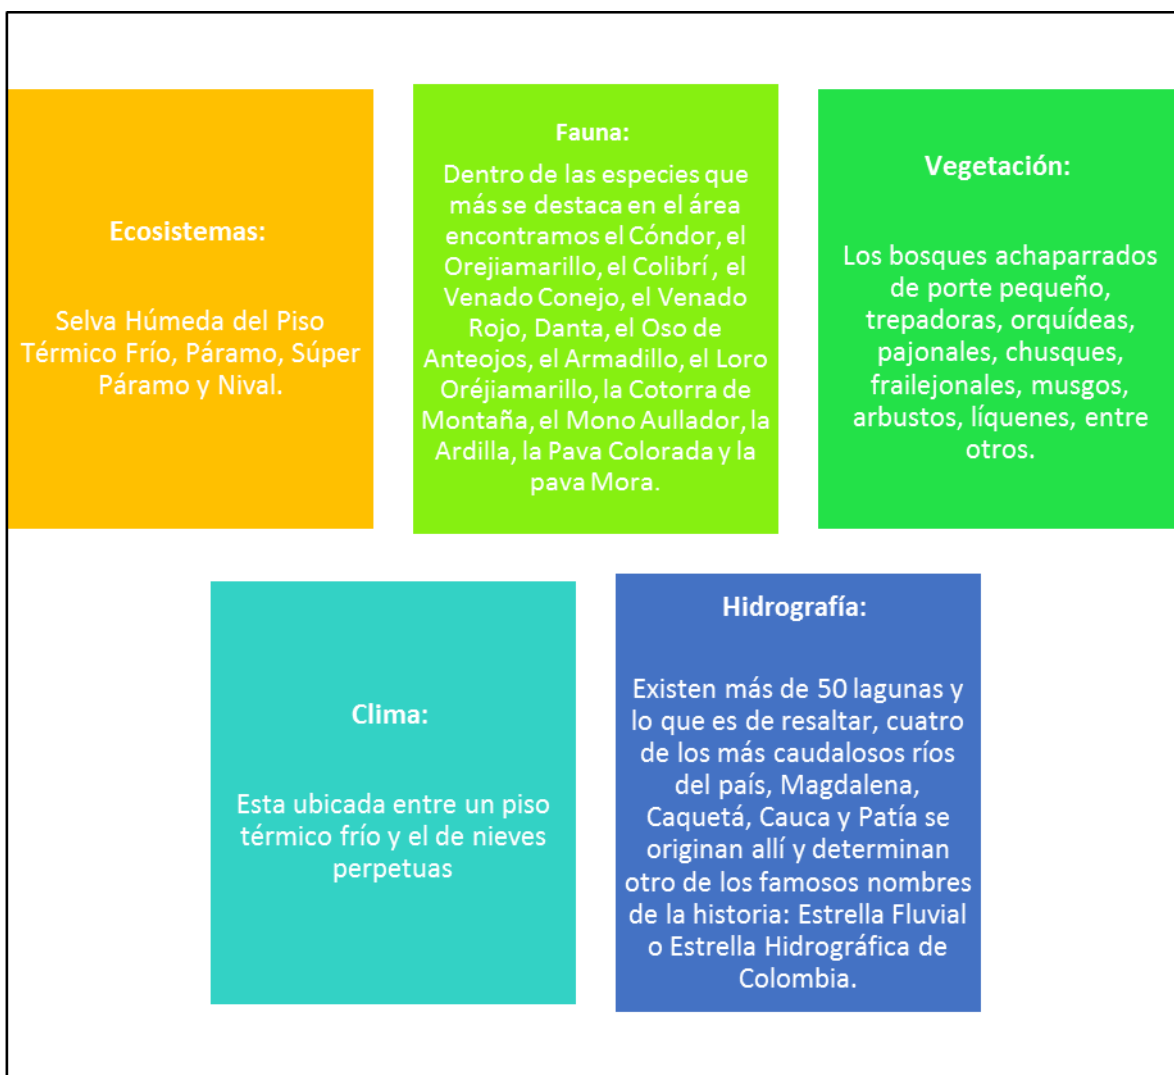 Ecosistemas:
Selva Húmeda del Piso
Térmico Frío, Páramo, Súper
Páramo y Nival.
Fauna:
Dentro de las especies que
más se destaca en el área
encontramos el Cóndor, el
Orejiamarillo, el Colibrí , el
Venado Conejo, el Venado
Rojo, Danta, el Oso de
Anteojos, el Armadillo, el Loro
Oréjiamarillo, la Cotorra de
Montaña, el Mono Aullador, la
Ardilla, la Pava Colorada y la
pava Mora.
Vegetación:
Los bosques achaparrados
de porte pequeño,
trepadoras, orquídeas,
pajonales, chusques,
frailejonales, musgos,
arbustos, líquenes, entre
otros.
Clima:
Esta ubicada entre un piso
térmico frío y el de nieves
perpetuas
Hidrografía:
Existen más de 50 lagunas y
lo que es de resaltar, cuatro
de los más caudalosos ríos
del país, Magdalena,
Caquetá, Cauca y Patía se
originan allí y determinan
otro de los famosos nombres
de la historia: Estrella Fluvial
o Estrella Hidrográfica de
Colombia.